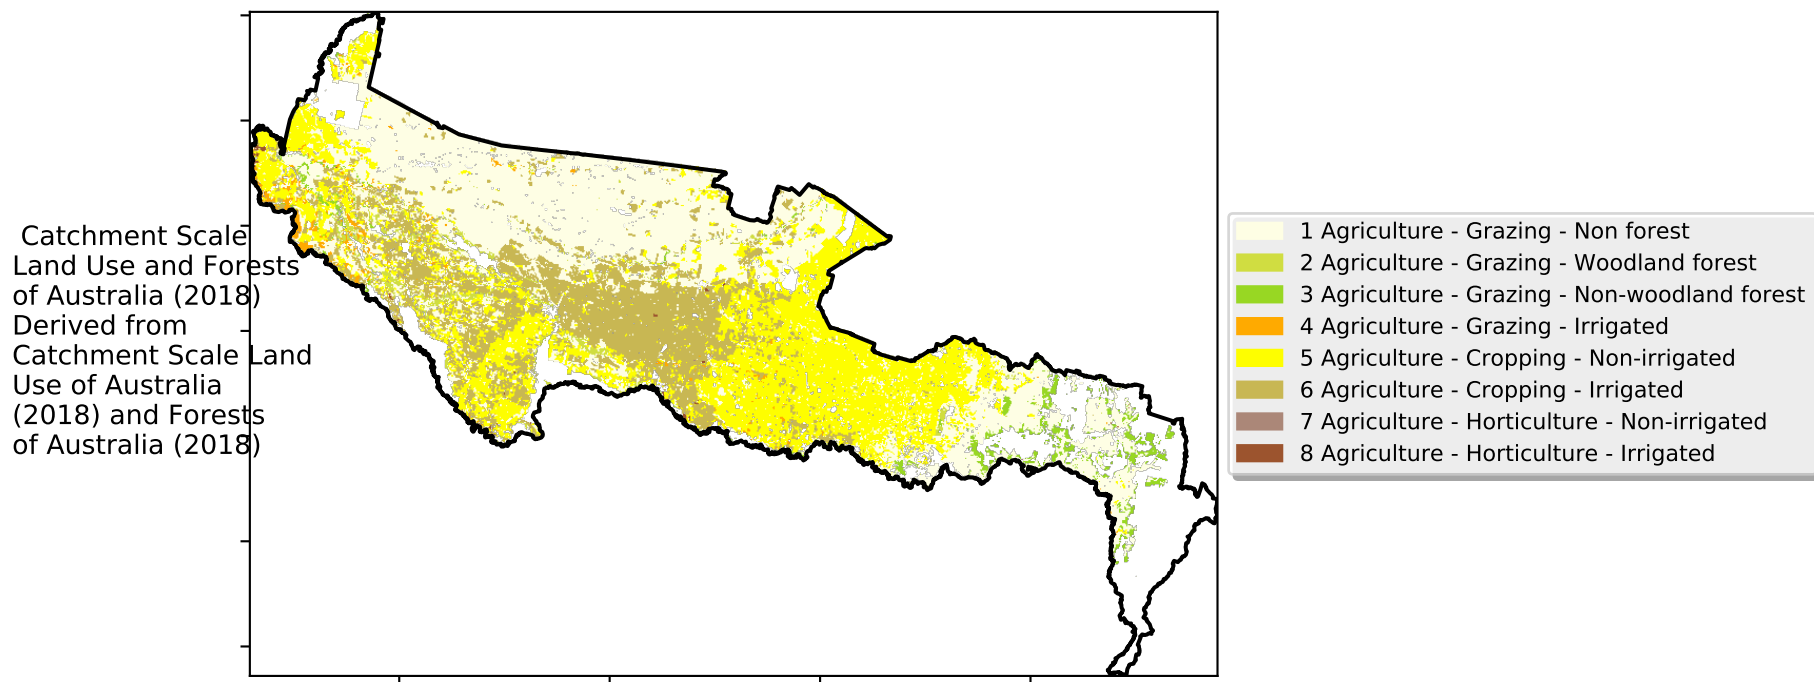 Catchment Scale
Land Use and Forests
of Australia (2018)
Derived from
Catchment Scale Land
Use of Australia
(2018) and Forests
of Australia (2018)
1 Agriculture - Grazing - Non forest
2 Agriculture - Grazing - Woodland forest
3 Agriculture - Grazing - Non-woodland forest
4 Agriculture - Grazing - Irrigated
5 Agriculture - Cropping - Non-irrigated
6 Agriculture - Cropping - Irrigated
7 Agriculture - Horticulture - Non-irrigated
8 Agriculture - Horticulture - Irrigated